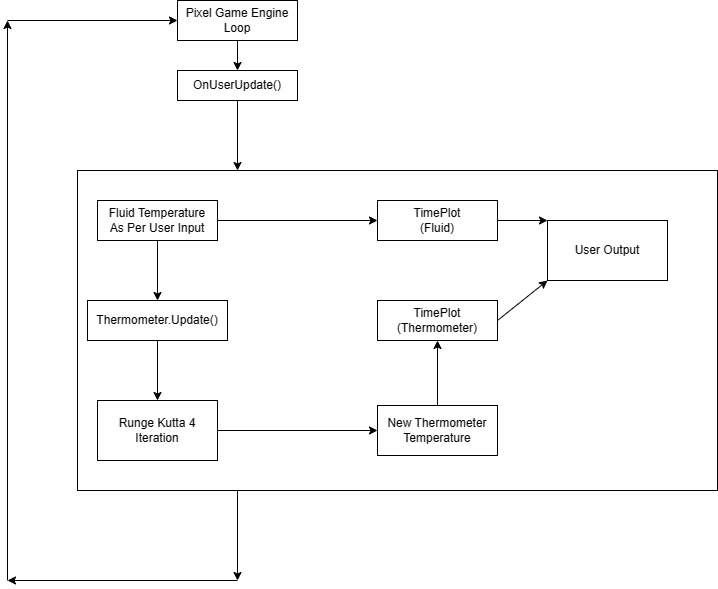 Pixel Game Engine
Loop
OnUserUpdate()
Fluid Temperature
As Per User Input
TimePlot
(Fluid)
User Output
Thermometer.Update()
TimePlot
(Thermometer)
Runge Kutta 4
Iteration
New Thermometer
Temperature